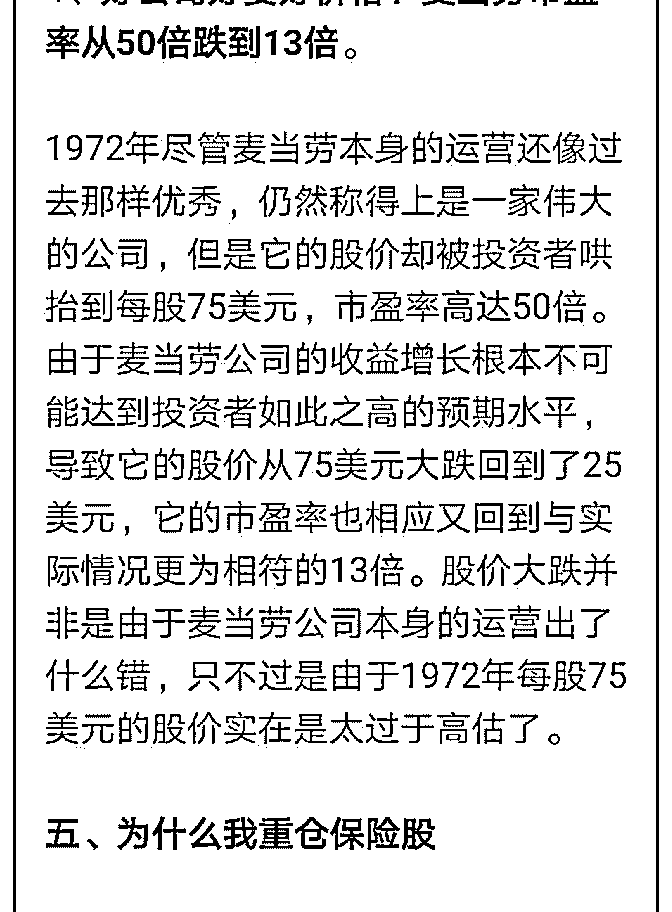 率从50倍跌到13倍。
1972年尽管麦当劳本身的运营还像过
去那样优秀，仍然称得上是一家伟大
的公司，但是它的股价却被投资者哄
抬到每股75美元，市盈率高达50倍。
由于麦当劳公司的收益增长根本不可
能达到投资者如此之高的预期水平，
导致它的股价从75美元大跌回到了25
美元，它的市盈率也相应又回到与实
际情况更为相符的13倍。股价大跌并
非是由于麦当劳公司本身的运营出了
什么错，只不过是由于1972年每股75
美元的股价实在是太过于高估了。
五、为什么我重仓保险股